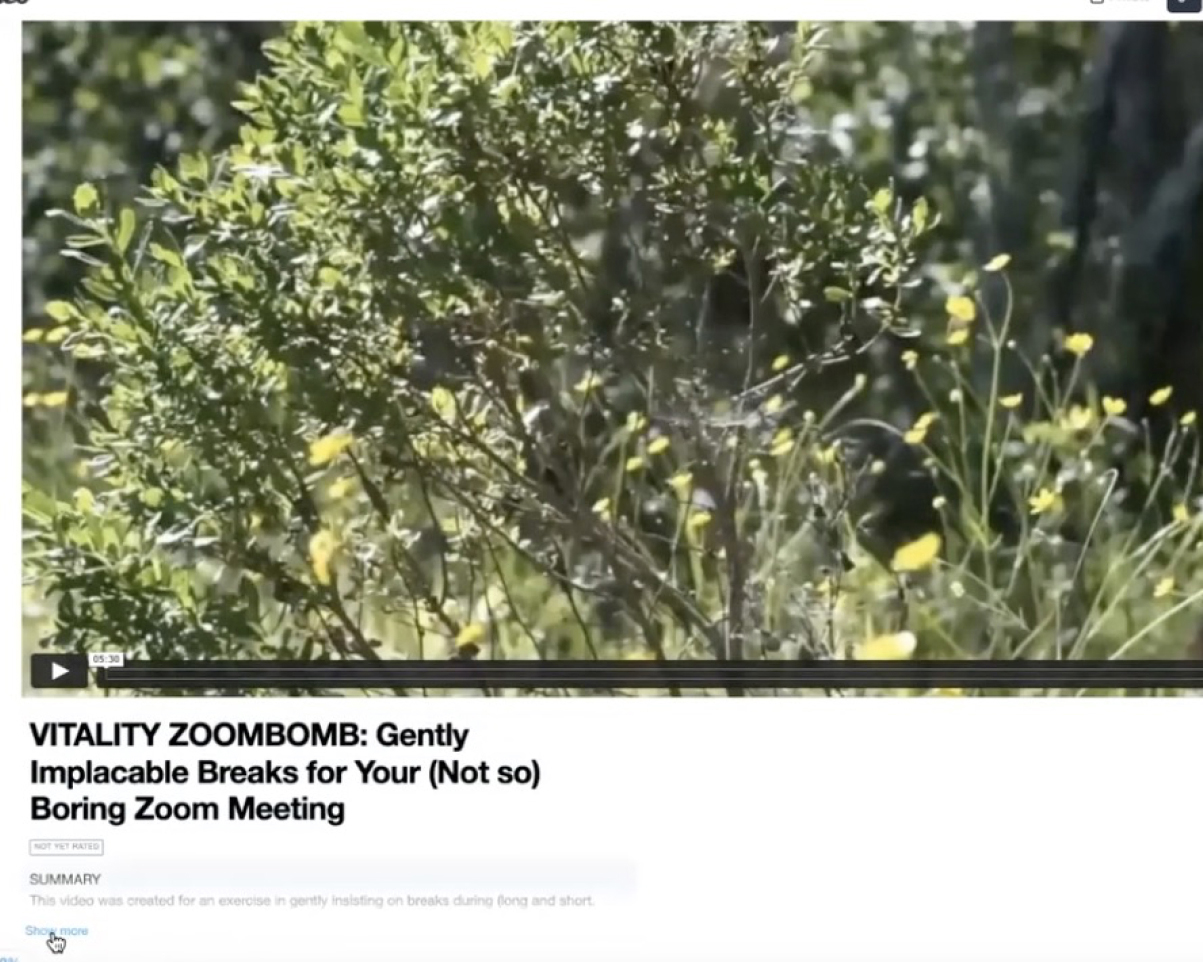 05:30
VITALITY ZOOMBOMB: Gently
Implacable Breaks for Your (Not so)
Boring Zoom Meeting
NOT YET RATED
SUMMARY
This video was created for an exercise in gently insisting on breaks during (long and short.
Show more